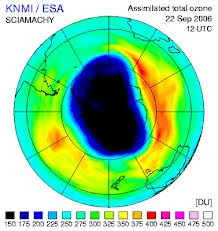 KNMI / ESA
SCIAMACHY
Assimilated total ozone
22 Sep 2006
12 UTC
[DU]
150 175 200 225 250 275 300 325 350 375 400 425 450 475 500